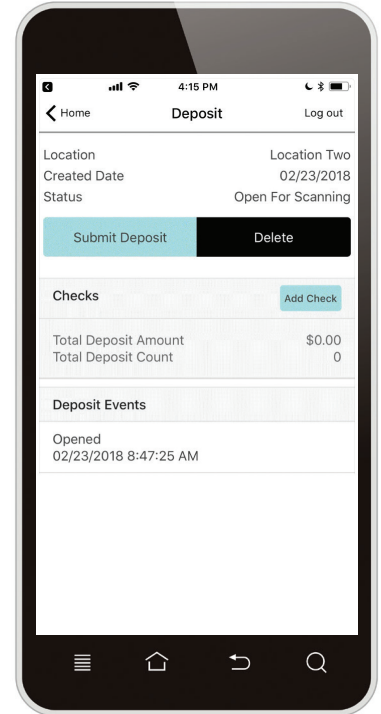 4:15 PM
Home Deposit Log out
Location Location Two
Created Date 02/23/2018
Status Open For Scanning
Submit Deposit Delete
Checks Add Check
Total Deposit Amount $0.00
Total Deposit Count 0
Deposit Events
Opened
02/23/2018 8:47:25 AM